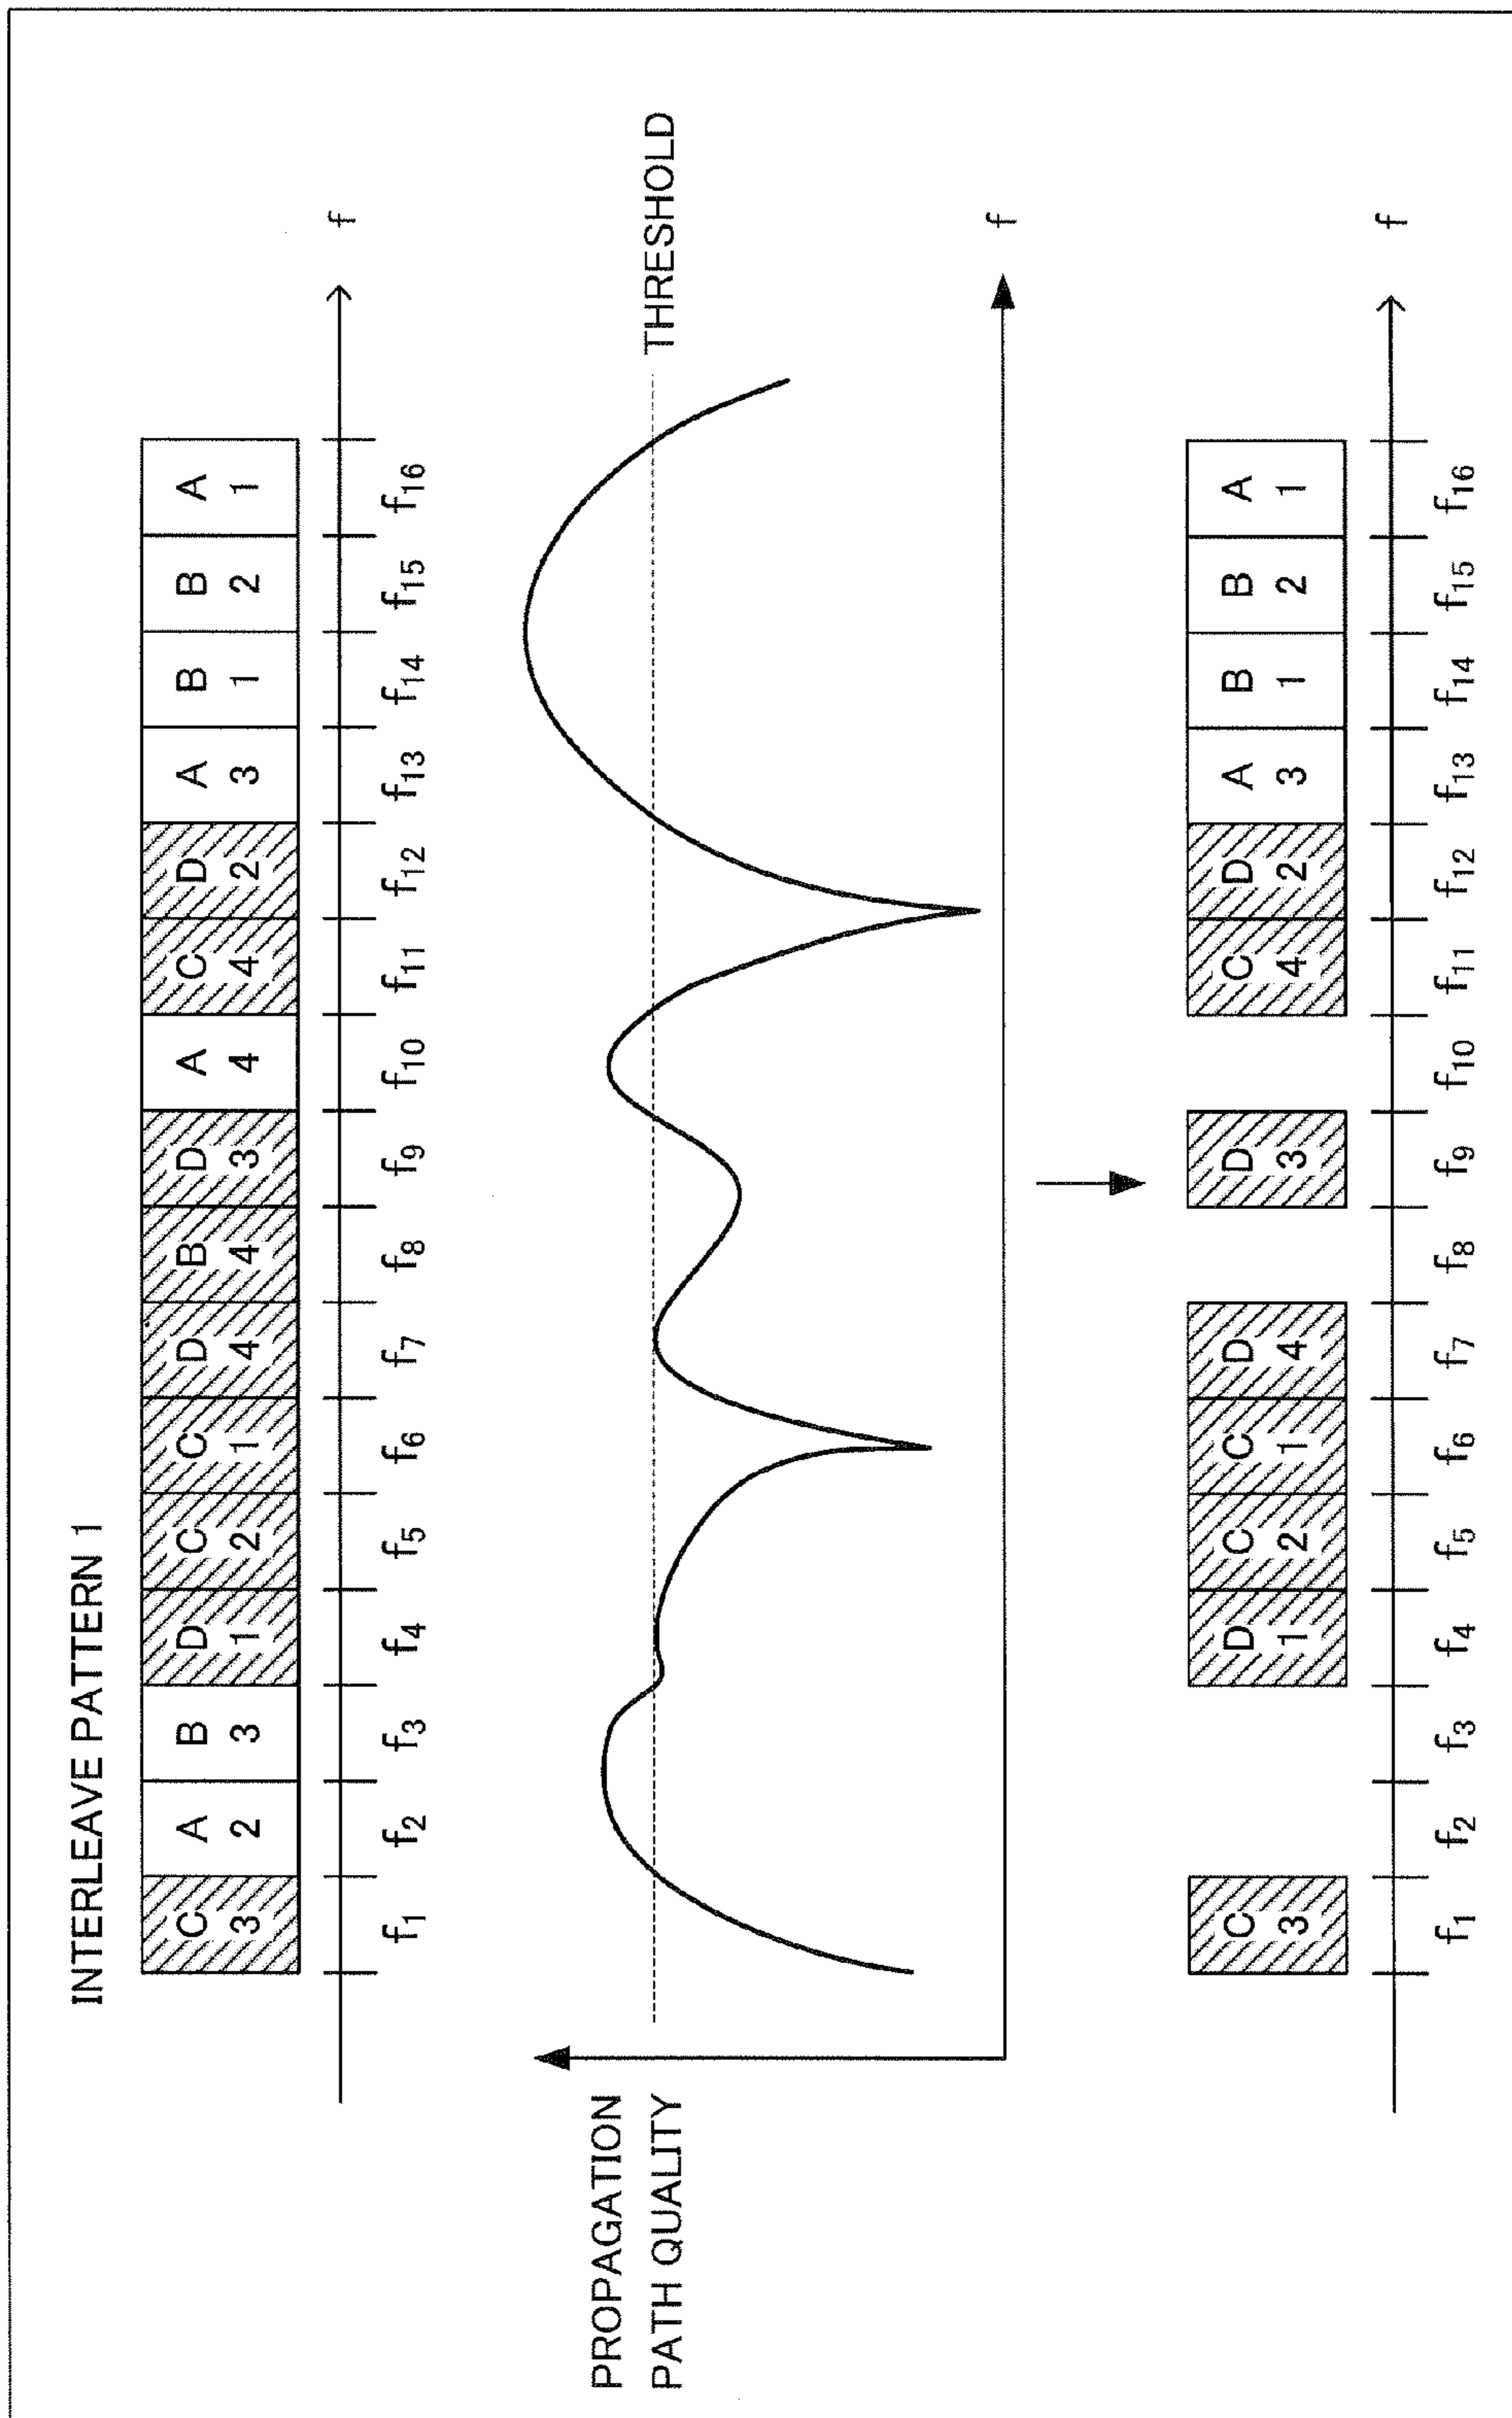 INTERLEAVE PATTERN 1
C A B D C C D B D A C D A B B A
3 2 3 1 2 1 4 4 3 4 4 2 3 1 2 1
f1 f2 f3 f4 f5 f6 f7 f8 f9 f10 f11 f12 f13 f14 f15 f16 f
PROPAGATION
PATH QUALITY
THRESHOLD
f
C D C C D D C D A B B A
3 1 2 1 4 3 4 2 3 1 2 1
f1 f2 f3 f4 f5 f6 f7 f8 f9 f10 f11 f12 f13 f14 f15 f16 f